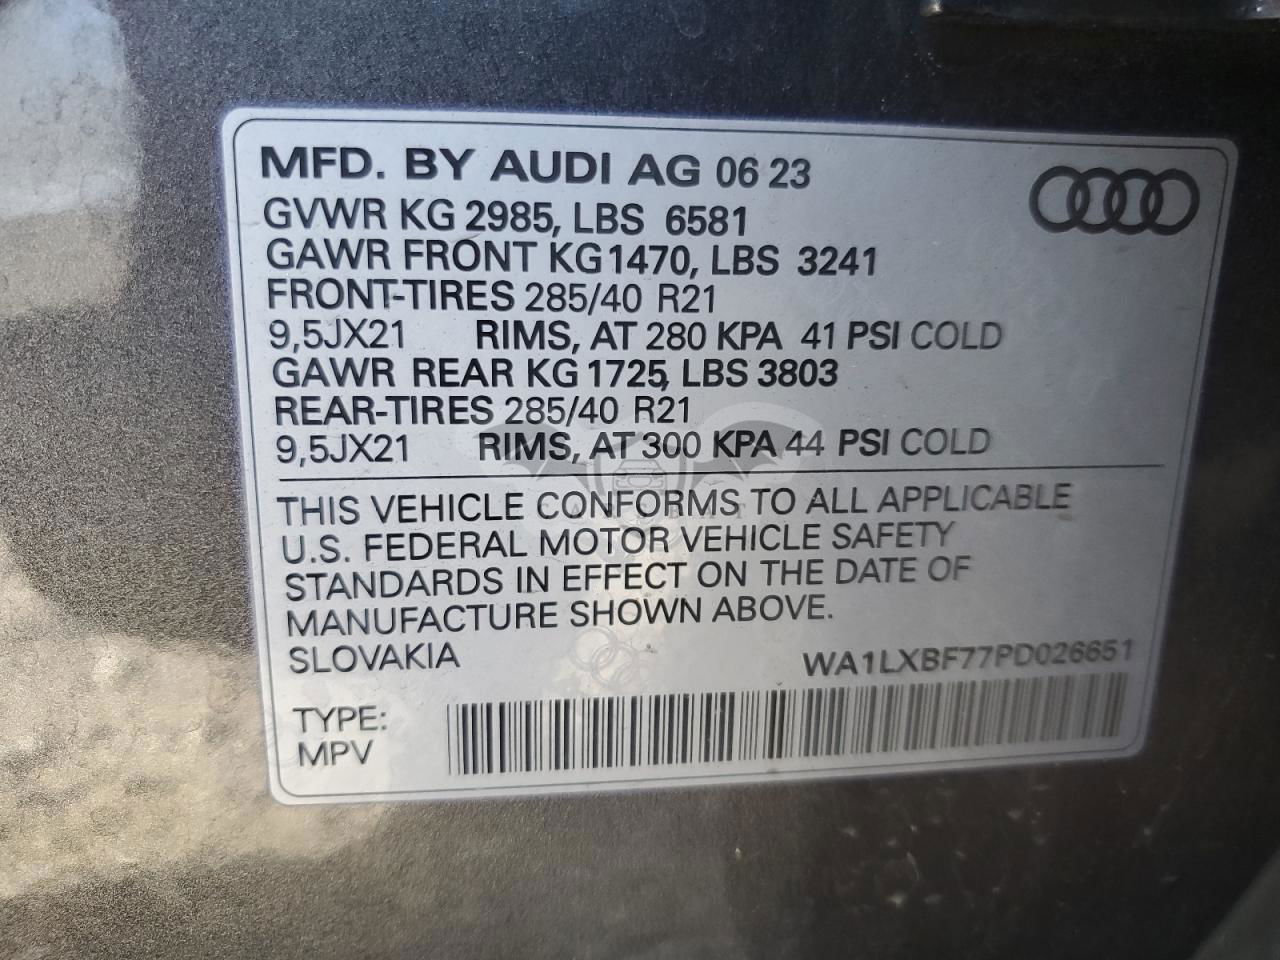 MFD. BY AUDI AG 06 23
GVWR KG 2985, LBS 6581
GAWR FRONT KG 1470, LBS 3241
FRONT-TIRES 285/40 R21
9,5JX21 RIMS, AT 280 KPA 41 PSI COLD
GAWR REAR KG 1725, LBS 3803
REAR-TIRES 285/40 R21
9,5JX21 RIMS, AT 300 KPA 44 PSI COLD
THIS VEHICLE CONFORMS TO ALL APPLICABLE
U.S. FEDERAL MOTOR VEHICLE SAFETY
STANDARDS IN EFFECT ON THE DATE OF
MANUFACTURE SHOWN ABOVE.
SLOVAKIA WA1LXBF77PD026651
TYPE:
MPV